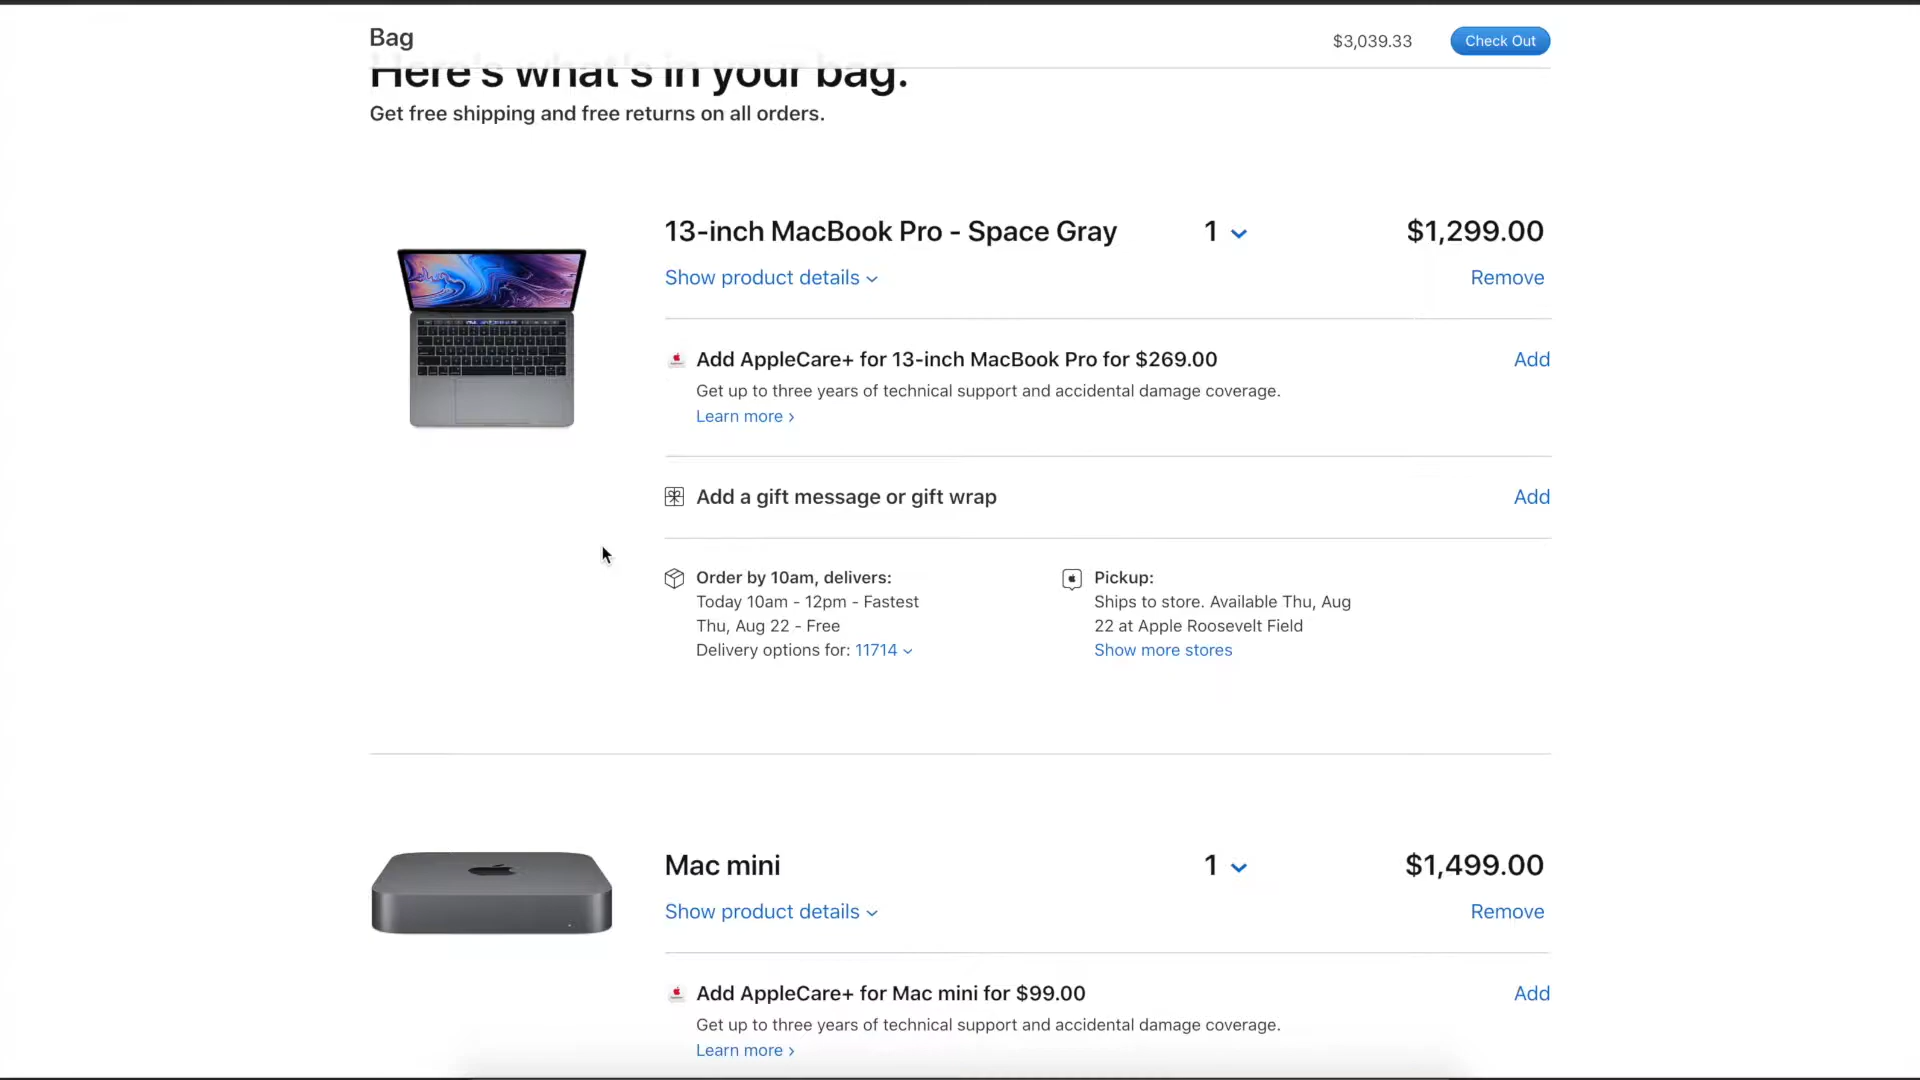 Bag
$3,039.33
Check Out
Here's what's in your bag.
Get free shipping and free returns on all orders.
13-inch MacBook Pro - Space Gray
1
$1,299.00
Show product details
Remove
Add AppleCare+ for 13-inch MacBook Pro for $269.00
Add
Get up to three years of technical support and accidental damage coverage.
Learn more ›
Add a gift message or gift wrap
Add
Order by 10am, delivers:
Today 10am - 12pm - Fastest
Thu, Aug 22 - Free
Delivery options for: 11714
Pickup:
Ships to store. Available Thu, Aug
22 at Apple Roosevelt Field
Show more stores
Mac mini
1
$1,499.00
Show product details
Remove
Add AppleCare+ for Mac mini for $99.00
Add
Get up to three years of technical support and accidental damage coverage.
Learn more ›